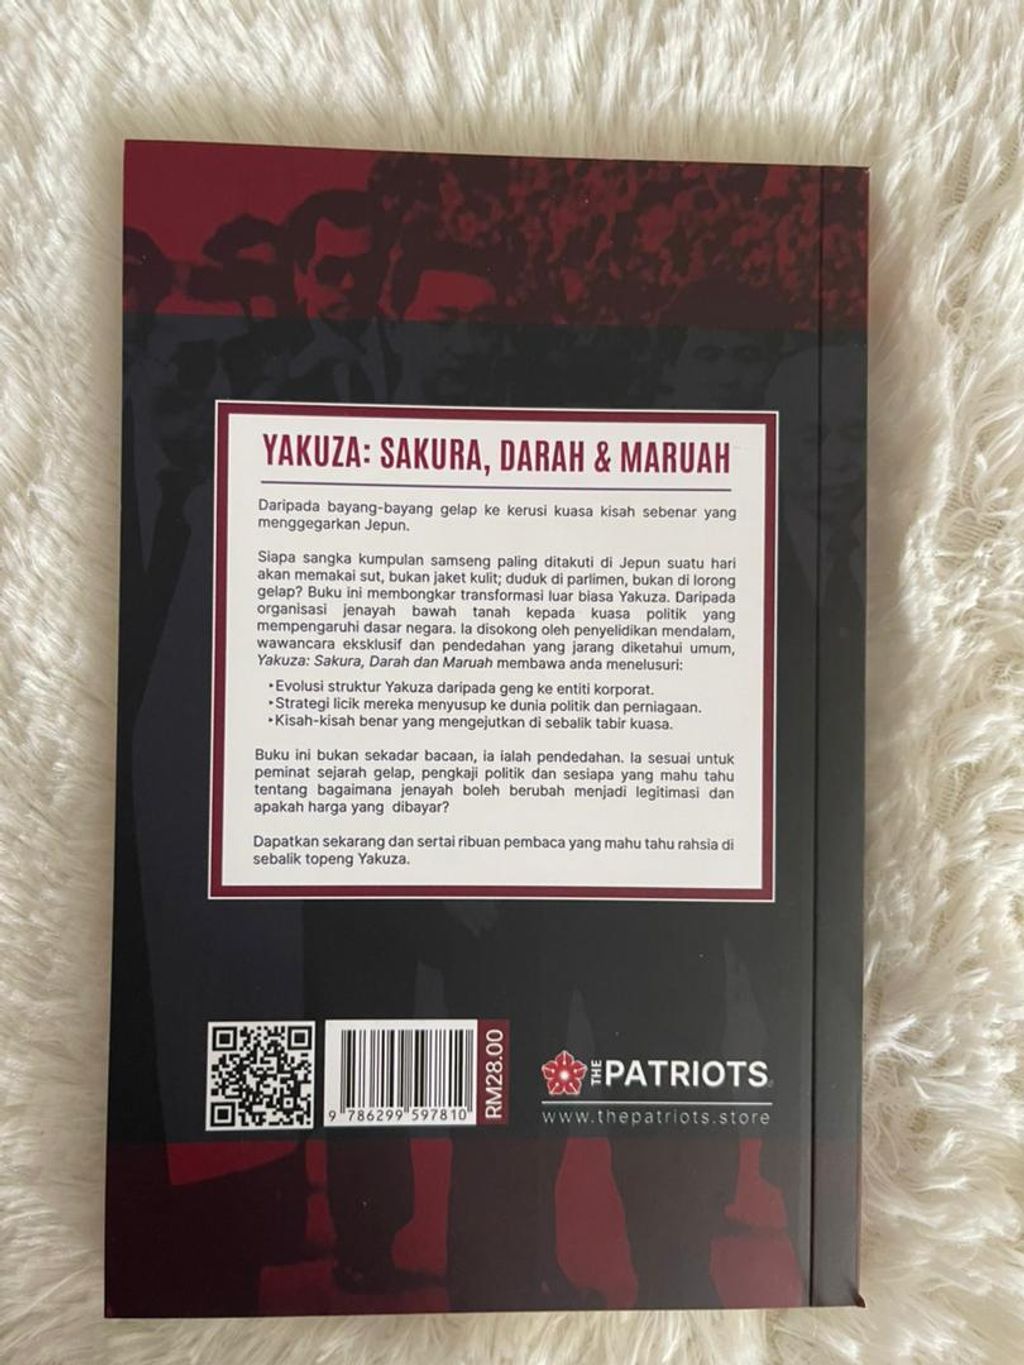 YAKUZA: SAKURA, DARAH & MARUAH
Daripada bayang-bayang gelap ke kerusi kuasa kisah sebenar yang
menggegarkan Jepun.
Siapa sangka kumpulan samseng paling ditakuti di Jepun suatu hari
akan memakai sut, bukan jaket kulit; duduk di parlimen, bukan di lorong
gelap? Buku ini membongkar transformasi luar biasa Yakuza. Daripada
organisasi jenayah bawah tanah kepada kuasa politik yang
mempengaruhi dasar negara. Ia disokong oleh penyelidikan mendalam,
wawancara eksklusif dan pendedahan yang jarang diketahui umum,
Yakuza: Sakura, Darah dan Maruah membawa anda menelusuri:
‣Evolusi struktur Yakuza daripada geng ke entiti korporat.
‣Strategi licik mereka menyusup ke dunia politik dan perniagaan.
‣Kisah-kisah benar yang mengejutkan di sebalik tabir kuasa.
Buku ini bukan sekadar bacaan, ia ialah pendedahan. Ia sesuai untuk
peminat sejarah gelap, pengkaji politik dan sesiapa yang mahu tahu
tentang bagaimana jenayah boleh berubah menjadi legitimasi dan
apakah harga yang dibayar?
Dapatkan sekarang dan sertai ribuan pembaca yang mahu tahu rahsia di
sebalik topeng Yakuza.
9 786299 597810
RM28.00
THE PATRIOTS
www.thepatriots.store